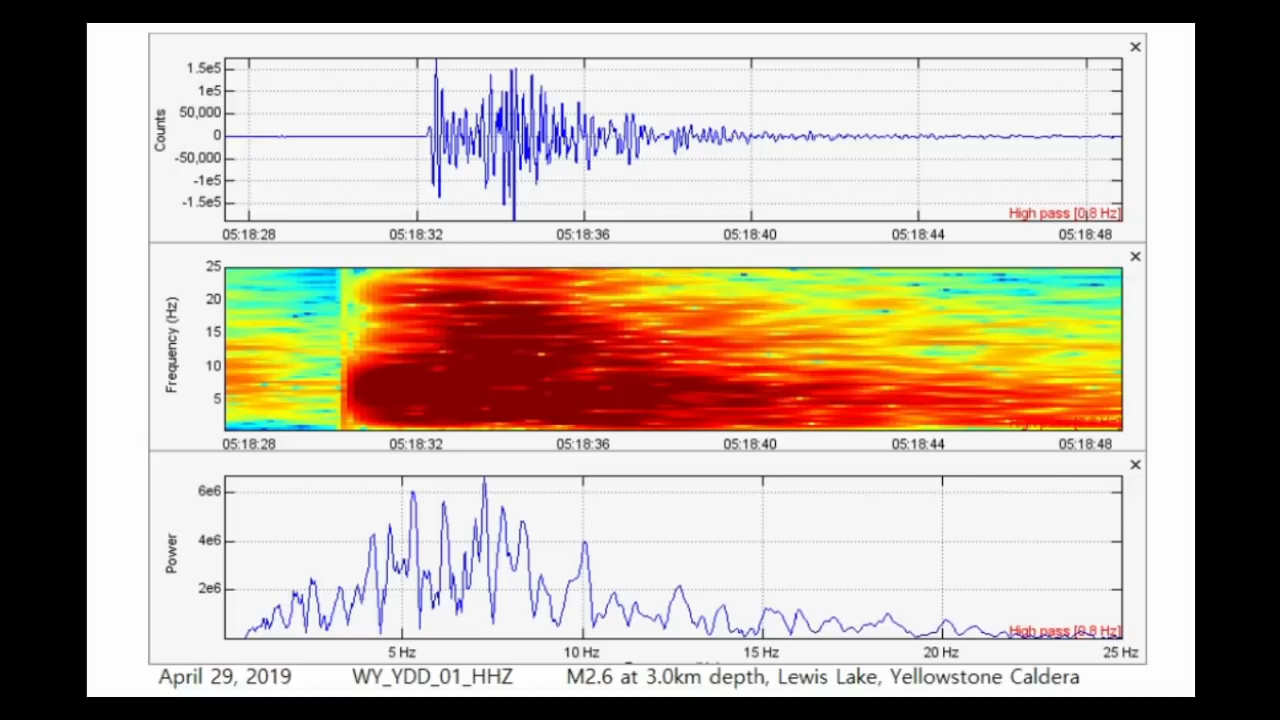 ×
1.5e5
1e5
50,000
0
-50,000
-1e5
-1.5e5
Counts
High pass [0.8 Hz]
05:18:28 05:18:32 05:18:36 05:18:40 05:18:44 05:18:48
×
25
20
15
10
5
Frequency (Hz)
05:18:28 05:18:32 05:18:36 05:18:40 05:18:44 05:18:48
×
6e6
4e6
2e6
Power
High pass [0.8 Hz]
5 Hz 10 Hz 15 Hz 20 Hz 25 Hz
April 29, 2019 WY_YDD_01_HHZ M2.6 at 3.0km depth, Lewis Lake, Yellowstone Caldera